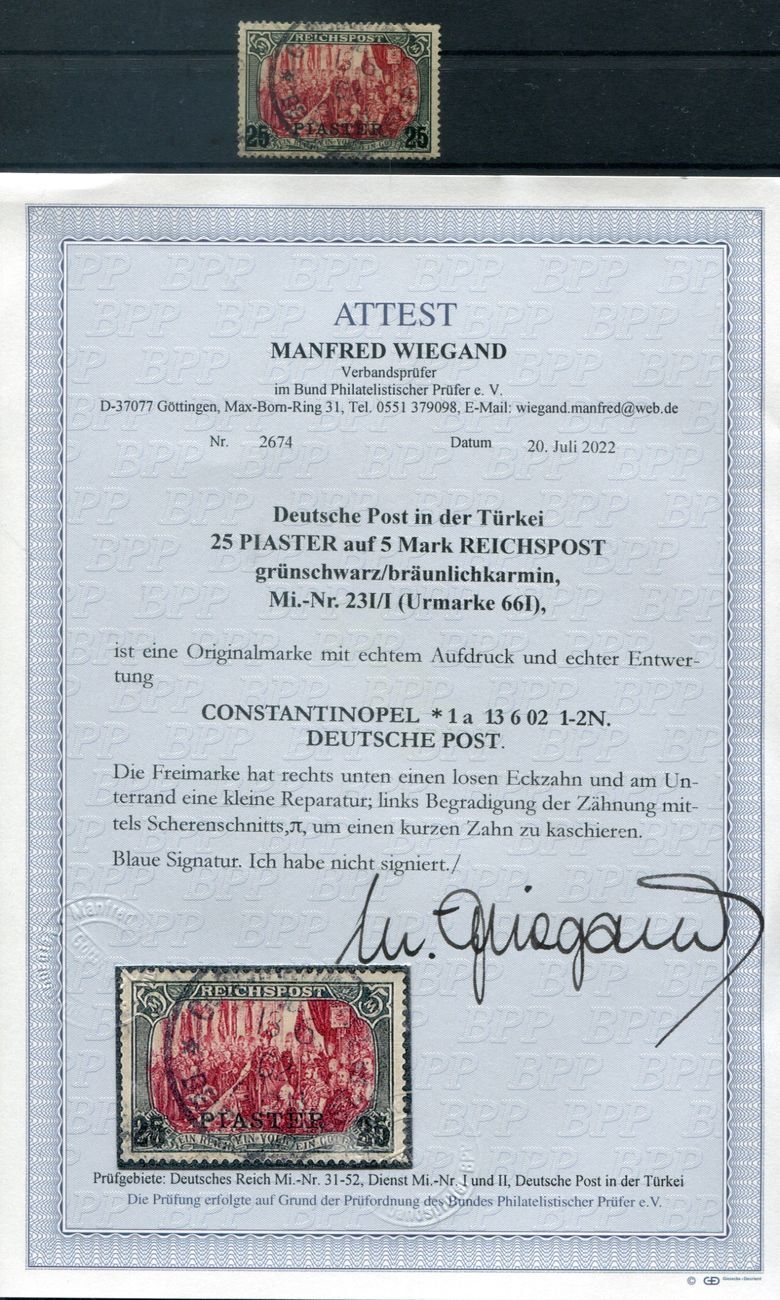 REICHSPOST
PIASTER
25 25
ATTEST
MANFRED WIEGAND
Verbandsprüfer
im Bund Philatelistischer Prüfer e. V.
D-37077 Göttingen, Max-Born-Ring 31, Tel. 0551 379098, E-Mail: wiegand.manfred@web.de
Nr. 2674 Datum 20. Juli 2022
Deutsche Post in der Türkei
25 PIASTER auf 5 Mark REICHSPOST
grünschwarz/bräunlichkarmin,
Mi.-Nr. 23I/I (Urmarke 66I),
ist eine Originalmarke mit echtem Aufdruck und echter Entwer-
tung
CONSTANTINOPEL * 1 a 13 6 02 1-2N.
DEUTSCHE POST.
Die Freimarke hat rechts unten einen losen Eckzahn und am Un-
terrand eine kleine Reparatur; links Begradigung der Zähnung mit-
tels Scherenschnitts,π, um einen kurzen Zahn zu kaschieren.
Blaue Signatur. Ich habe nicht signiert./
M. Wiegand
REICHSPOST
PIASTER
25 25
Prüfgebiete: Deutsches Reich Mi.-Nr. 31-52, Dienst Mi.-Nr. I und II, Deutsche Post in der Türkei
Die Prüfung erfolgte auf Grund der Prüfordnung des Bundes Philatelistischer Prüfer e.V.